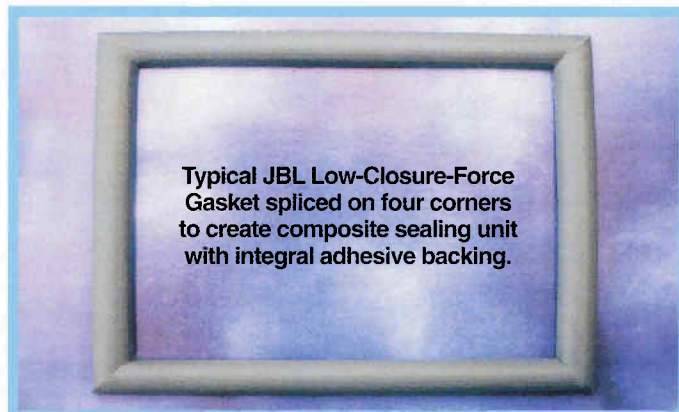 Typical JBL Low-Closure-Force
Gasket spliced on four corners
to create composite sealing unit
with integral adhesive backing.